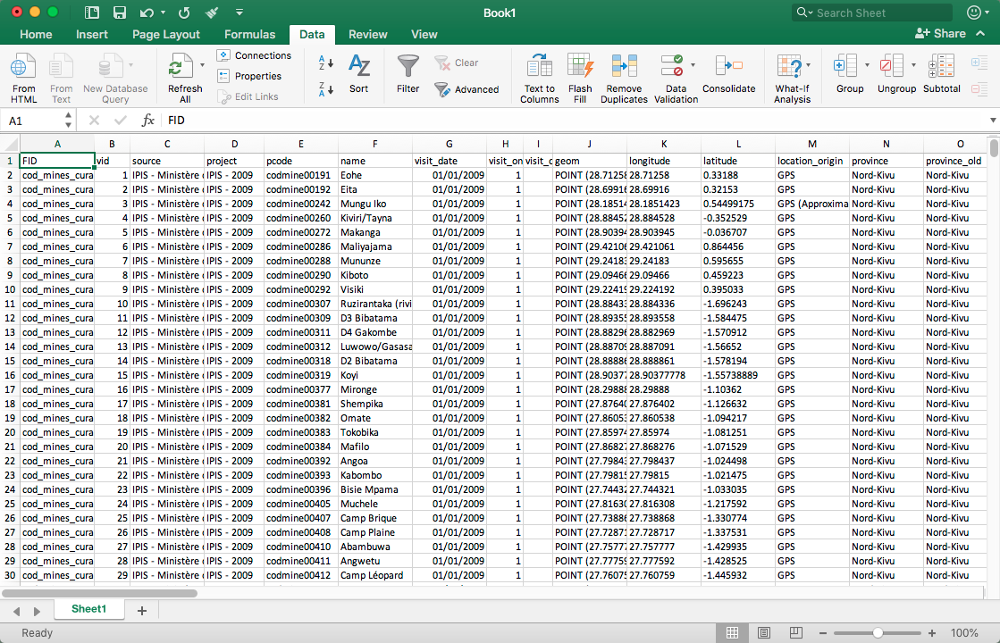 Book1
Search Sheet
Home Insert Page Layout Formulas Data Review View Share
From HTML
From Text
New Database Query
Refresh All
Connections
Properties
Edit Links
Sort
Filter
Clear
Advanced
Text to Columns
Flash Fill
Remove Duplicates
Data Validation
Consolidate
What-If Analysis
Group
Ungroup
Subtotal
A1 fx FID
A B C D E F G H I J K L M N O
1 FID vid source project pcode name visit_date visit_on visit_c geom longitude latitude location_origin province province_old
2 cod_mines_cura 1 IPIS - Ministère IPIS - 2009 codmine00191 Eohe 01/01/2009 1 POINT (28.71258 28.71258 0.33188 GPS Nord-Kivu Nord-Kivu
3 cod_mines_cura 2 IPIS - Ministère IPIS - 2009 codmine00192 Eita 01/01/2009 1 POINT (28.69916 28.69916 0.32153 GPS Nord-Kivu Nord-Kivu
4 cod_mines_cura 3 IPIS - Ministère IPIS - 2009 codmine00242 Mungu Iko 01/01/2009 1 POINT (28.18514 28.1851423 0.54499175 GPS (Approxima Nord-Kivu Nord-Kivu
5 cod_mines_cura 4 IPIS - Ministère IPIS - 2009 codmine00260 Kiviri/Tayna 01/01/2009 1 POINT (28.88452 28.884528 -0.352529 GPS Nord-Kivu Nord-Kivu
6 cod_mines_cura 5 IPIS - Ministère IPIS - 2009 codmine00272 Makanga 01/01/2009 1 POINT (28.90394 28.903945 -0.036707 GPS Nord-Kivu Nord-Kivu
7 cod_mines_cura 6 IPIS - Ministère IPIS - 2009 codmine00286 Maliyajama 01/01/2009 1 POINT (29.42106 29.421061 0.864456 GPS Nord-Kivu Nord-Kivu
8 cod_mines_cura 7 IPIS - Ministère IPIS - 2009 codmine00288 Mununze 01/01/2009 1 POINT (29.24183 29.24183 0.595655 GPS Nord-Kivu Nord-Kivu
9 cod_mines_cura 8 IPIS - Ministère IPIS - 2009 codmine00290 Kiboto 01/01/2009 1 POINT (29.09466 29.09466 0.459223 GPS Nord-Kivu Nord-Kivu
10 cod_mines_cura 9 IPIS - Ministère IPIS - 2009 codmine00292 Visiki 01/01/2009 1 POINT (29.22419 29.224192 0.395033 GPS Nord-Kivu Nord-Kivu
11 cod_mines_cura 10 IPIS - Ministère IPIS - 2009 codmine00307 Ruzirantaka (rivi 01/01/2009 1 POINT (28.88433 28.884336 -1.696243 GPS Nord-Kivu Nord-Kivu
12 cod_mines_cura 11 IPIS - Ministère IPIS - 2009 codmine00309 D3 Bibatama 01/01/2009 1 POINT (28.89355 28.893558 -1.584475 GPS Nord-Kivu Nord-Kivu
13 cod_mines_cura 12 IPIS - Ministère IPIS - 2009 codmine00311 D4 Gakombe 01/01/2009 1 POINT (28.88296 28.882969 -1.570912 GPS Nord-Kivu Nord-Kivu
14 cod_mines_cura 13 IPIS - Ministère IPIS - 2009 codmine00312 Luwowo/Gasasa 01/01/2009 1 POINT (28.88709 28.887091 -1.56652 GPS Nord-Kivu Nord-Kivu
15 cod_mines_cura 14 IPIS - Ministère IPIS - 2009 codmine00318 D2 Bibatama 01/01/2009 1 POINT (28.88886 28.888861 -1.578194 GPS Nord-Kivu Nord-Kivu
16 cod_mines_cura 15 IPIS - Ministère IPIS - 2009 codmine00319 Koyi 01/01/2009 1 POINT (28.90377 28.90377778 -1.55738889 GPS Nord-Kivu Nord-Kivu
17 cod_mines_cura 16 IPIS - Ministère IPIS - 2009 codmine00377 Mironge 01/01/2009 1 POINT (28.29888 28.29888 -1.10362 GPS Nord-Kivu Nord-Kivu
18 cod_mines_cura 17 IPIS - Ministère IPIS - 2009 codmine00381 Shempika 01/01/2009 1 POINT (27.87640 27.876402 -1.126632 GPS Nord-Kivu Nord-Kivu
19 cod_mines_cura 18 IPIS - Ministère IPIS - 2009 codmine00382 Omate 01/01/2009 1 POINT (27.86053 27.860538 -1.094217 GPS Nord-Kivu Nord-Kivu
20 cod_mines_cura 19 IPIS - Ministère IPIS - 2009 codmine00383 Tokobika 01/01/2009 1 POINT (27.85974 27.85974 -1.081251 GPS Nord-Kivu Nord-Kivu
21 cod_mines_cura 20 IPIS - Ministère IPIS - 2009 codmine00384 Mafilo 01/01/2009 1 POINT (27.86827 27.868276 -1.071529 GPS Nord-Kivu Nord-Kivu
22 cod_mines_cura 21 IPIS - Ministère IPIS - 2009 codmine00392 Angoa 01/01/2009 1 POINT (27.79843 27.798437 -1.024498 GPS Nord-Kivu Nord-Kivu
23 cod_mines_cura 22 IPIS - Ministère IPIS - 2009 codmine00393 Kabombo 01/01/2009 1 POINT (27.79815 27.79815 -1.021475 GPS Nord-Kivu Nord-Kivu
24 cod_mines_cura 23 IPIS - Ministère IPIS - 2009 codmine00396 Bisie Mpama 01/01/2009 1 POINT (27.74432 27.744321 -1.033035 GPS Nord-Kivu Nord-Kivu
25 cod_mines_cura 24 IPIS - Ministère IPIS - 2009 codmine00405 Muchele 01/01/2009 1 POINT (27.81630 27.816308 -1.217592 GPS Nord-Kivu Nord-Kivu
26 cod_mines_cura 25 IPIS - Ministère IPIS - 2009 codmine00407 Camp Brique 01/01/2009 1 POINT (27.73886 27.738868 -1.330774 GPS Nord-Kivu Nord-Kivu
27 cod_mines_cura 26 IPIS - Ministère IPIS - 2009 codmine00408 Camp Plaine 01/01/2009 1 POINT (27.72871 27.728717 -1.337531 GPS Nord-Kivu Nord-Kivu
28 cod_mines_cura 27 IPIS - Ministère IPIS - 2009 codmine00410 Abambuwa 01/01/2009 1 POINT (27.75777 27.757777 -1.429935 GPS Nord-Kivu Nord-Kivu
29 cod_mines_cura 28 IPIS - Ministère IPIS - 2009 codmine00411 Angwetu 01/01/2009 1 POINT (27.77759 27.777592 -1.428525 GPS Nord-Kivu Nord-Kivu
30 cod_mines_cura 29 IPIS - Ministère IPIS - 2009 codmine00412 Camp Léopard 01/01/2009 1 POINT (27.76075 27.760759 -1.445932 GPS Nord-Kivu Nord-Kivu
Sheet1
Ready 100%